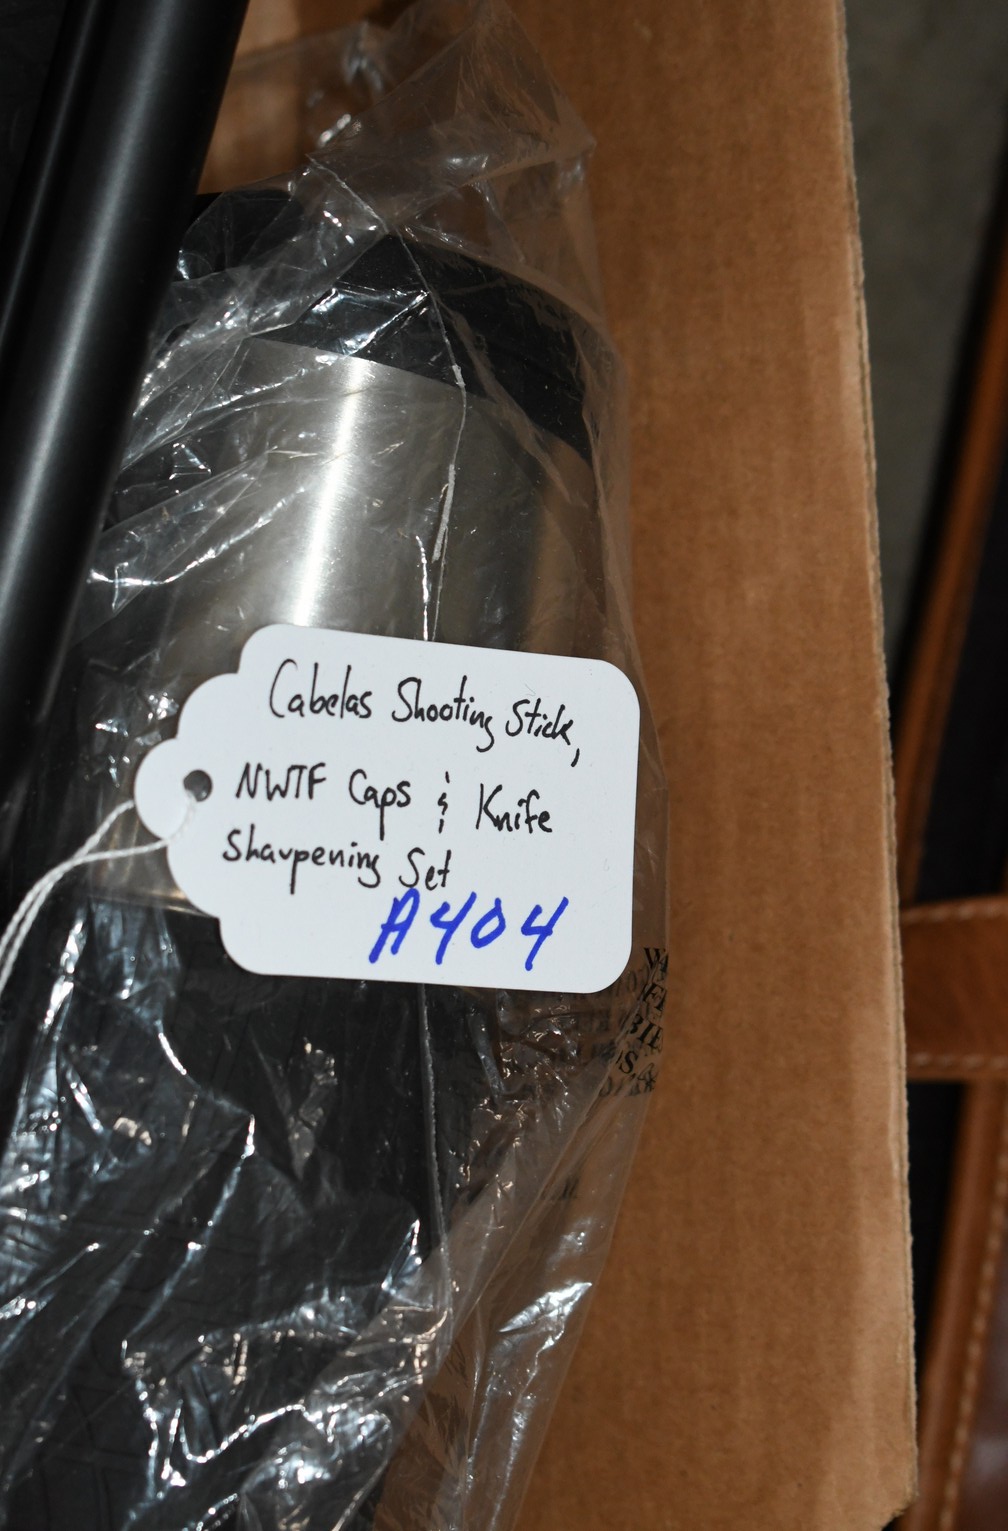 Cabelas Shooting Stick,
NWTF Caps & Knife
Sharpening Set
A404